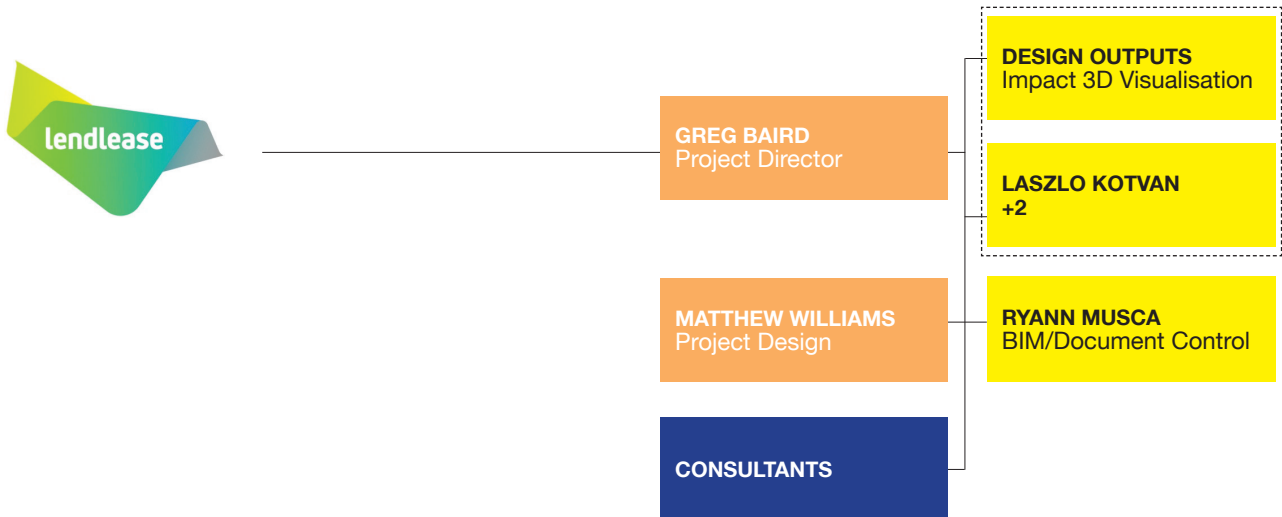 lendlease
GREG BAIRD
Project Director
MATTHEW WILLIAMS
Project Design
CONSULTANTS
DESIGN OUTPUTS
Impact 3D Visualisation
LASZLO KOTVAN
+2
RYANN MUSCA
BIM/Document Control